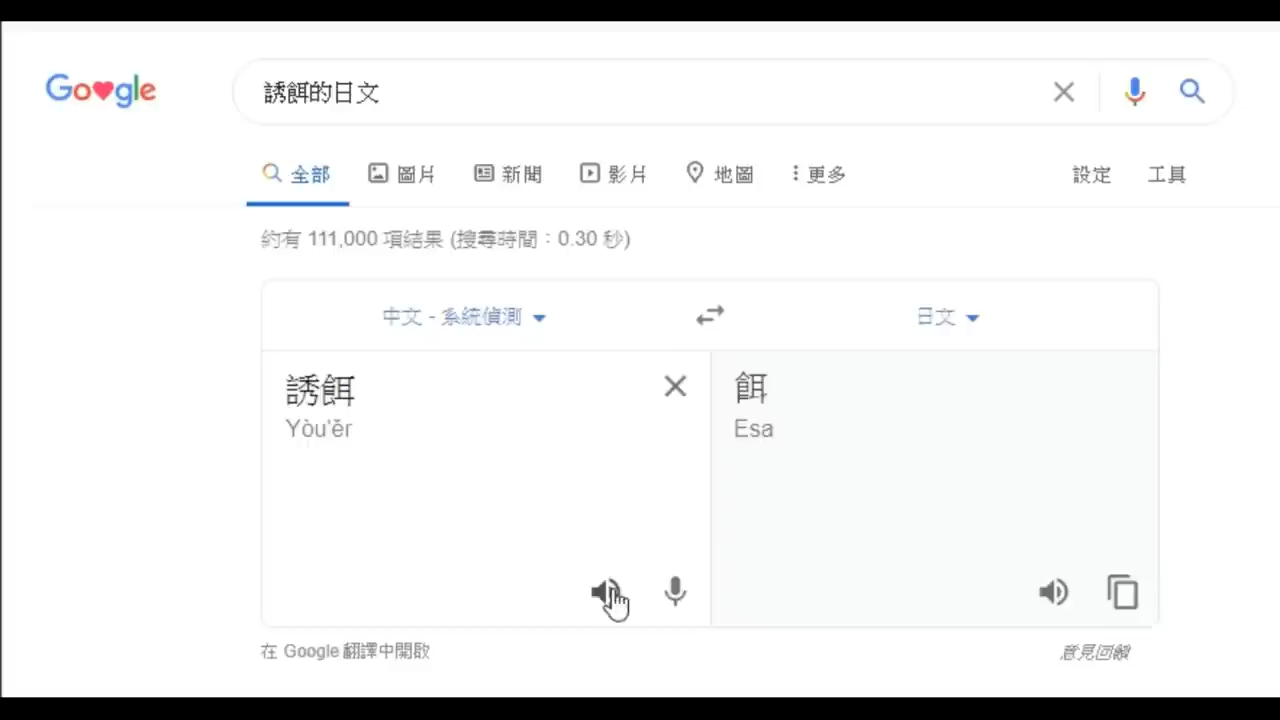 Google
誘餌的日文
全部 圖片 新聞 影片 地圖 更多 設定 工具
約有 111,000 項結果 (搜尋時間：0.30 秒)
中文 - 系統偵測 日文
誘餌 餌
Yòu'ěr Esa
在 Google 翻譯中開啟 意見回饋